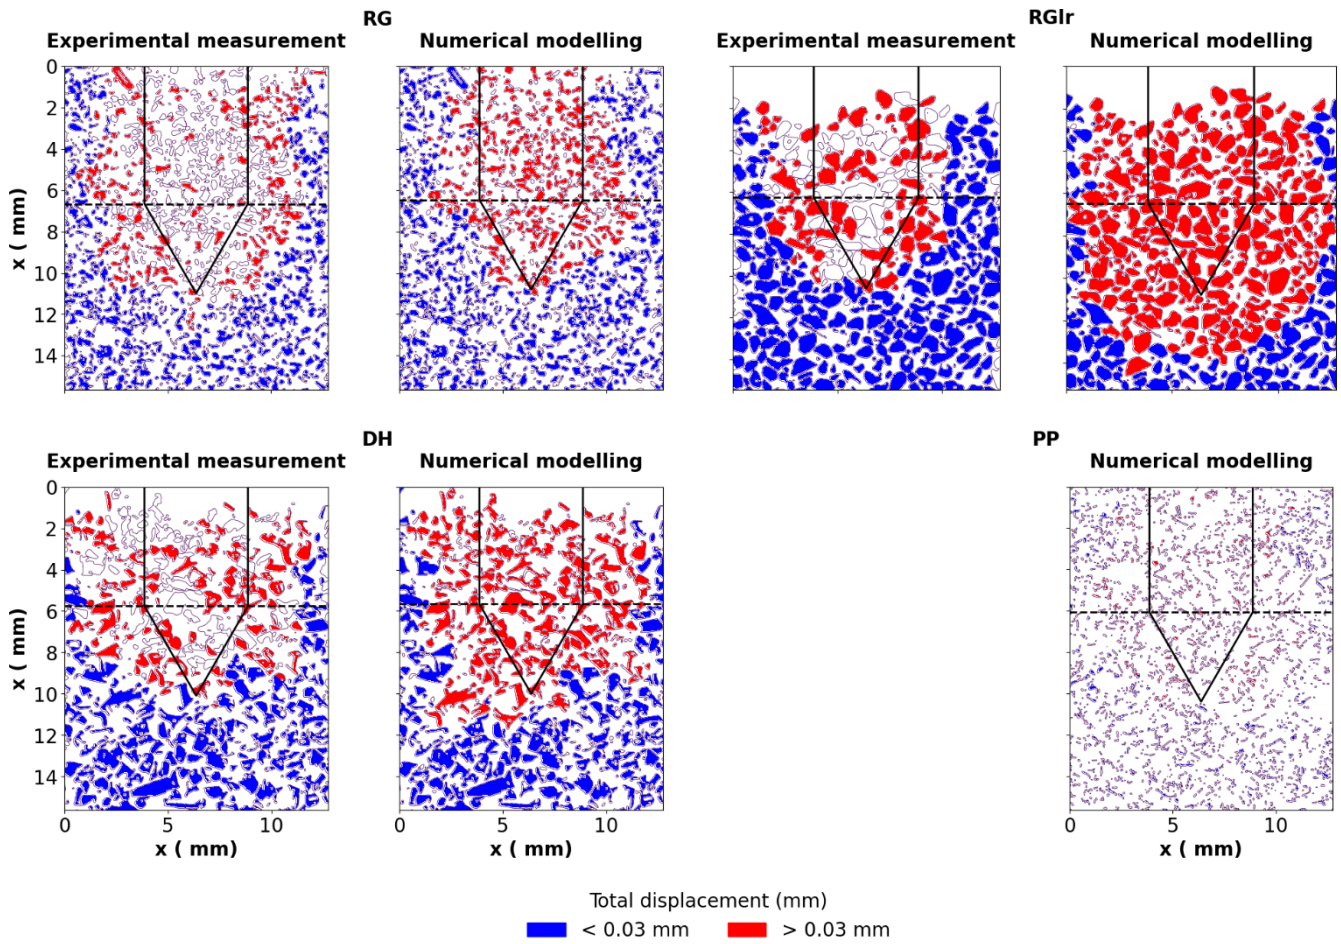 RG
RGlr
Experimental measurement Numerical modelling Experimental measurement Numerical modelling
0
2
4
6
8
10
12
14
x ( mm)
DH
PP
Experimental measurement Numerical modelling Numerical modelling
0
2
4
6
8
10
12
14
x ( mm)
0 5 10 0 5 10 0 5 10
x ( mm) x ( mm) x ( mm)
Total displacement (mm)
< 0.03 mm > 0.03 mm